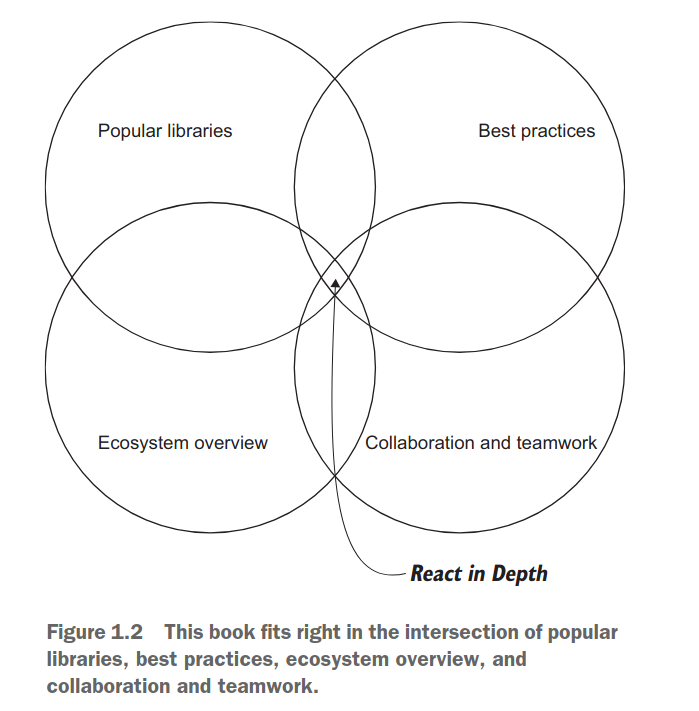 Popular libraries
Best practices
Ecosystem overview
Collaboration and teamwork
React in Depth
Figure 1.2 This book fits right in the intersection of popular
libraries, best practices, ecosystem overview, and
collaboration and teamwork.